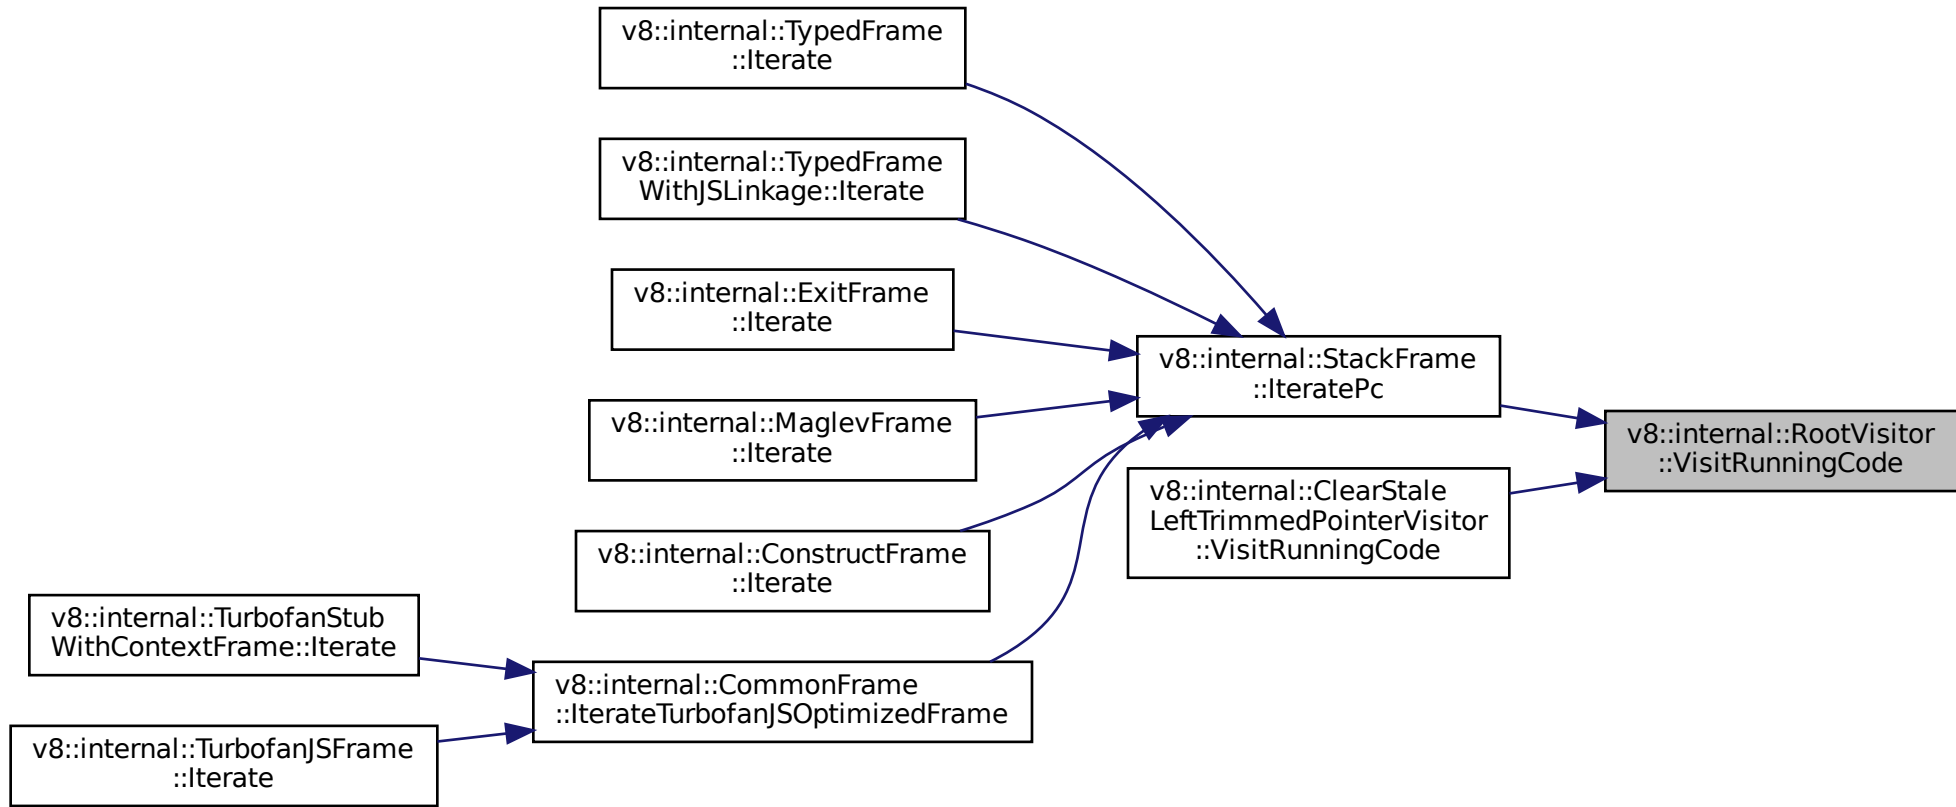 v8::internal::TypedFrame
::Iterate
v8::internal::TypedFrame
WithJSLinkage::Iterate
v8::internal::ExitFrame
::Iterate
v8::internal::StackFrame
::IteratePc
v8::internal::MaglevFrame
::Iterate
v8::internal::RootVisitor
::VisitRunningCode
v8::internal::ClearStale
LeftTrimmedPointerVisitor
::VisitRunningCode
v8::internal::ConstructFrame
::Iterate
v8::internal::TurbofanStub
WithContextFrame::Iterate
v8::internal::CommonFrame
::IterateTurbofanJSOptimizedFrame
v8::internal::TurbofanJSFrame
::Iterate